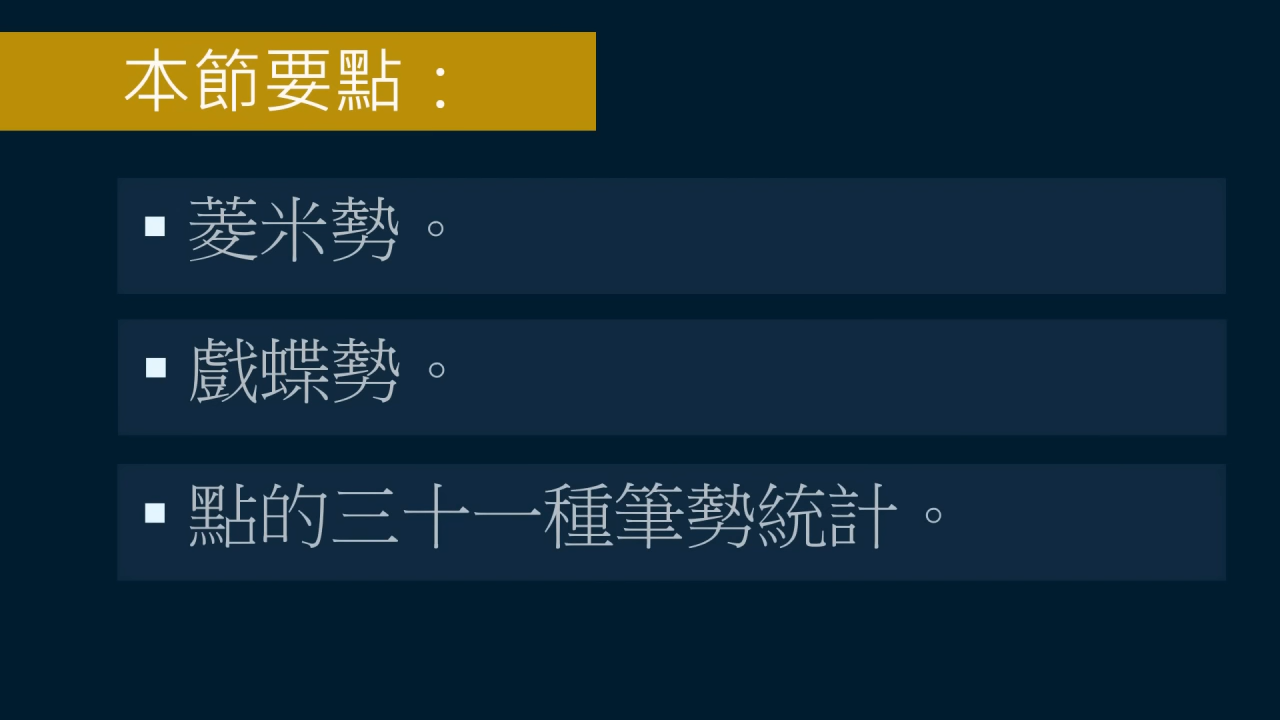 本節要點：
▪ 菱米勢。
▪ 戲蝶勢。
▪ 點的三十一種筆勢統計。